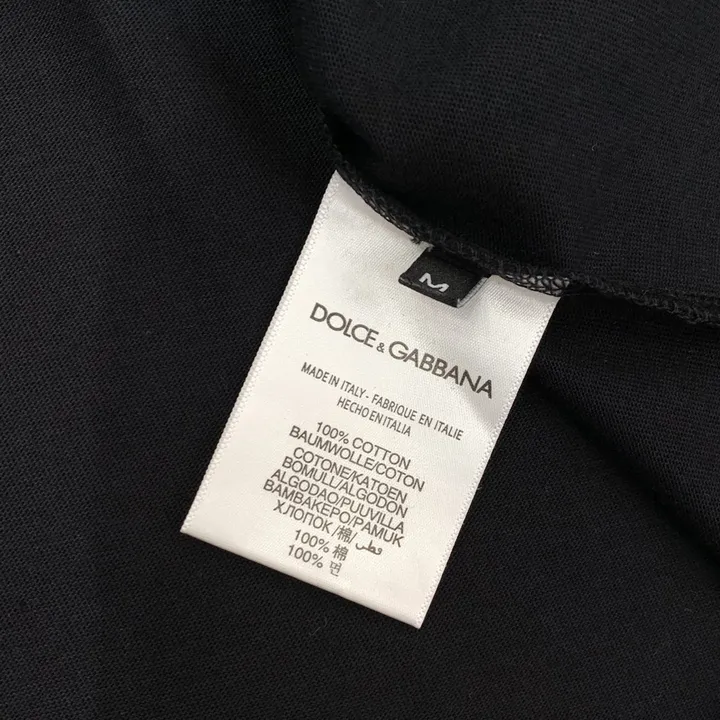 M
DOLCE & GABBANA
MADE IN ITALY - FABRIQUE EN ITALIE
HECHO EN ITALIA
100% COTTON
BAUMWOLLE/COTON
COTONE/KATOEN
BOMULL/ALGODON
ALGODAO/PUUVILLA
BAMBAKEPO/PAMUK
ХЛОПОК/棉/قطن
100% 棉
100% 면